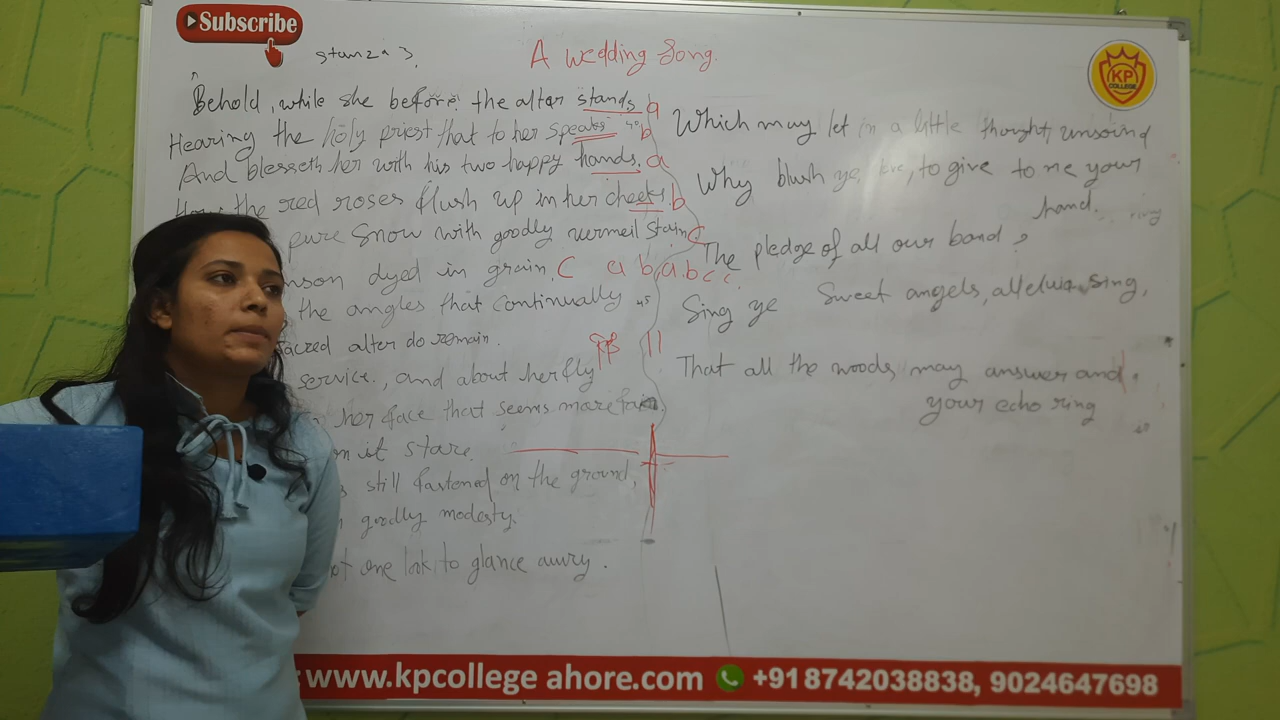 Subscribe
stanza 3.
A wedding Song.
Behold, while she before the alter stands a
Hearing the holy priest that to her speaks b
And blesseth her with his two happy hands. a
How the red roses flush up in her cheeks. b
pure snow with goodly vermeil stain C
mson dyed in grain. C a b, a. b c c.
the angles that continually 45
sacred alter do remain.
service., and about her fly
her face that seems more fair
on it stare.
still fastened on the ground,
goodly modesty.
not one look to glance awry.
Which may let in a little thought, unsound
Why blush ye, to give to me your
hand.
The pledge of all our band ?
Sing ye Sweet angels, alleluia sing,
That all the woods may answer and
your echo ring
KP
COLLEGE
www.kpcollege ahore.com +91 8742038838, 9024647698